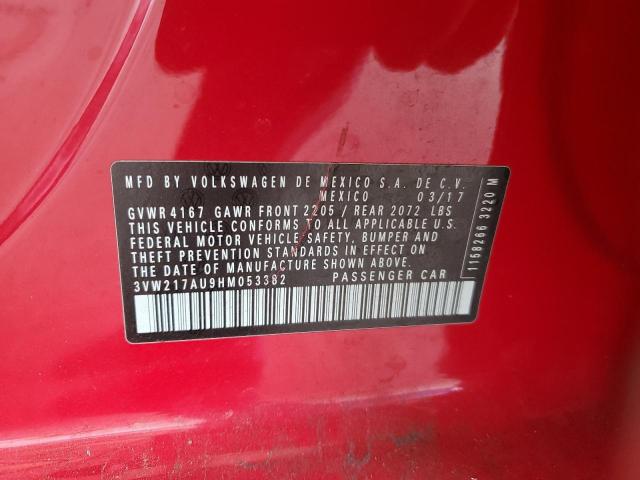 MFD BY VOLKSWAGEN DE MEXICO S.A. DE C.V.
MEXICO 03/17
GVWR 4167 GAWR FRONT 2205 / REAR 2072 LBS
THIS VEHICLE CONFORMS TO ALL APPLICABLE U.S.
FEDERAL MOTOR VEHICLE SAFETY, BUMPER AND
THEFT PREVENTION STANDARDS IN EFFECT ON
THE DATE OF MANUFACTURE SHOWN ABOVE.
3VW217AU9HM053382 PASSENGER CAR
1158266 3220 M